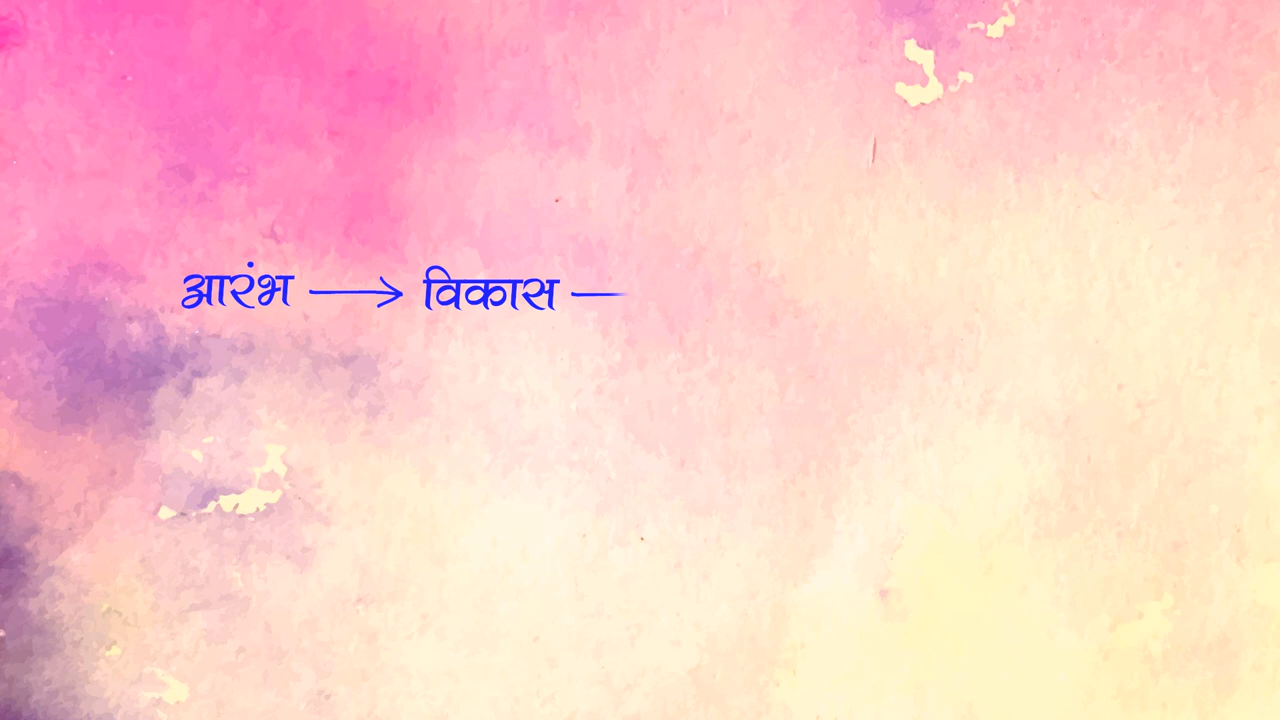 आरंभ → विकास —